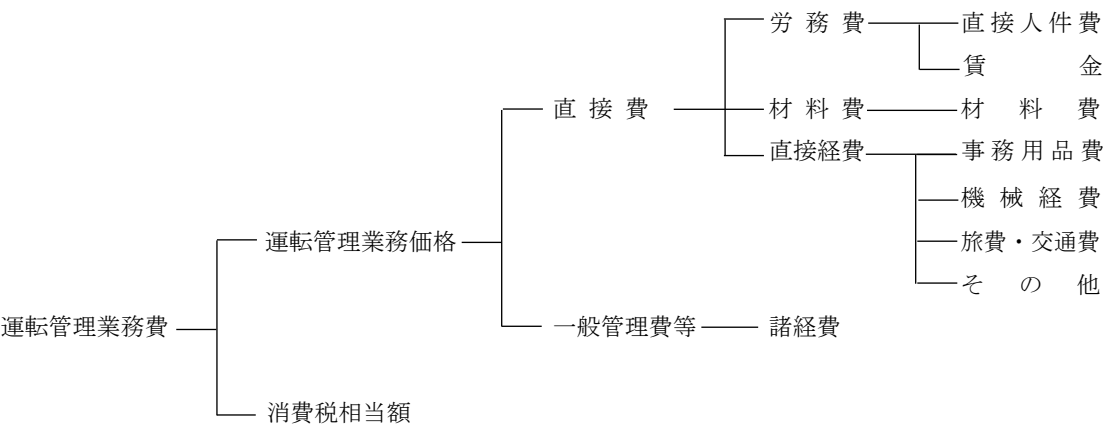 労務費 直接人件費
賃金
直接費 材料費 材料費
直接経費 事務用品費
機械経費
運転管理業務価格 旅費・交通費
その他
運転管理業務費 一般管理費等 諸経費
消費税相当額